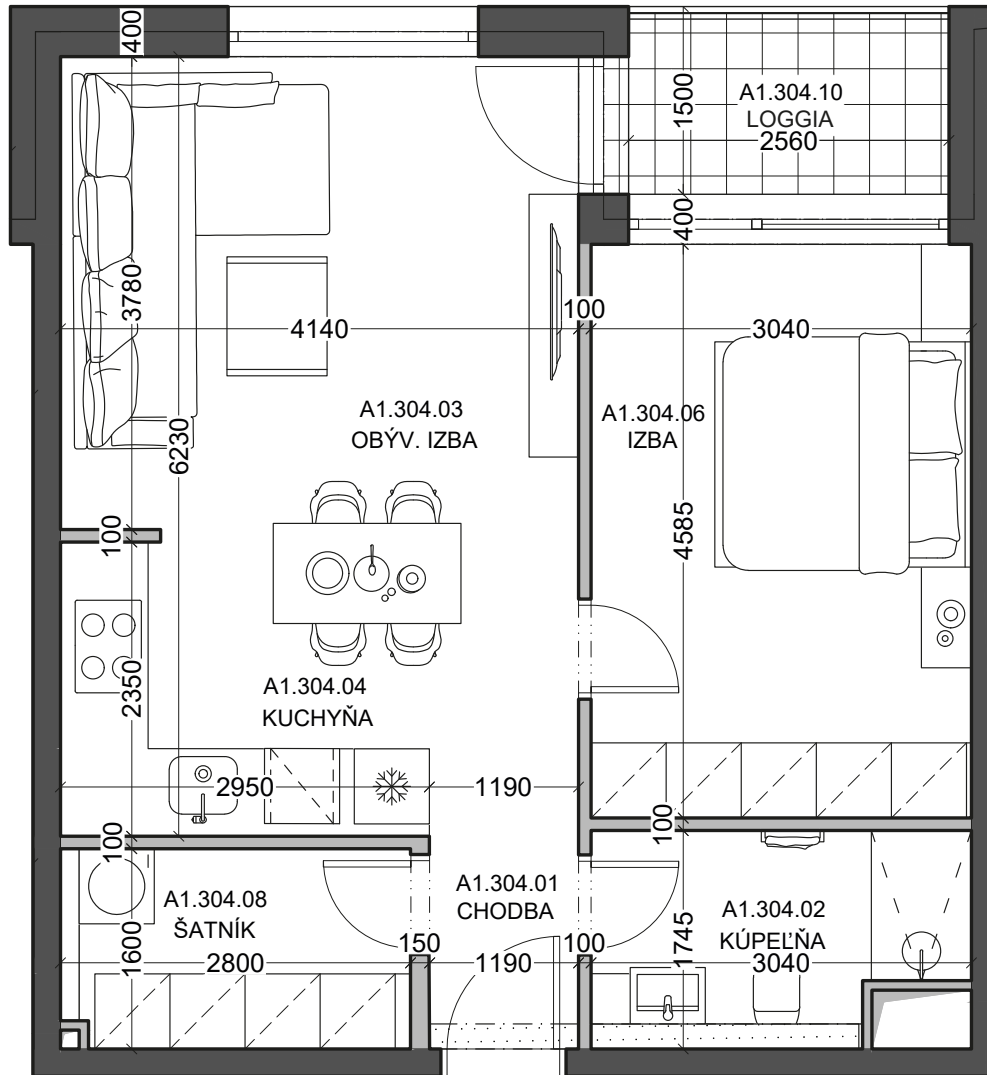 400
1500
A1.304.10
LOGGIA
2560
400
3780
4140
100
3040
A1.304.03
OBÝV. IZBA
A1.304.06
IZBA
6230
4585
100
2350
A1.304.04
KUCHYŇA
2950
1190
100
100
A1.304.08
ŠATNÍK
A1.304.01
CHODBA
A1.304.02
KÚPEĽŇA
1600
2800
150
1190
100
1745
3040